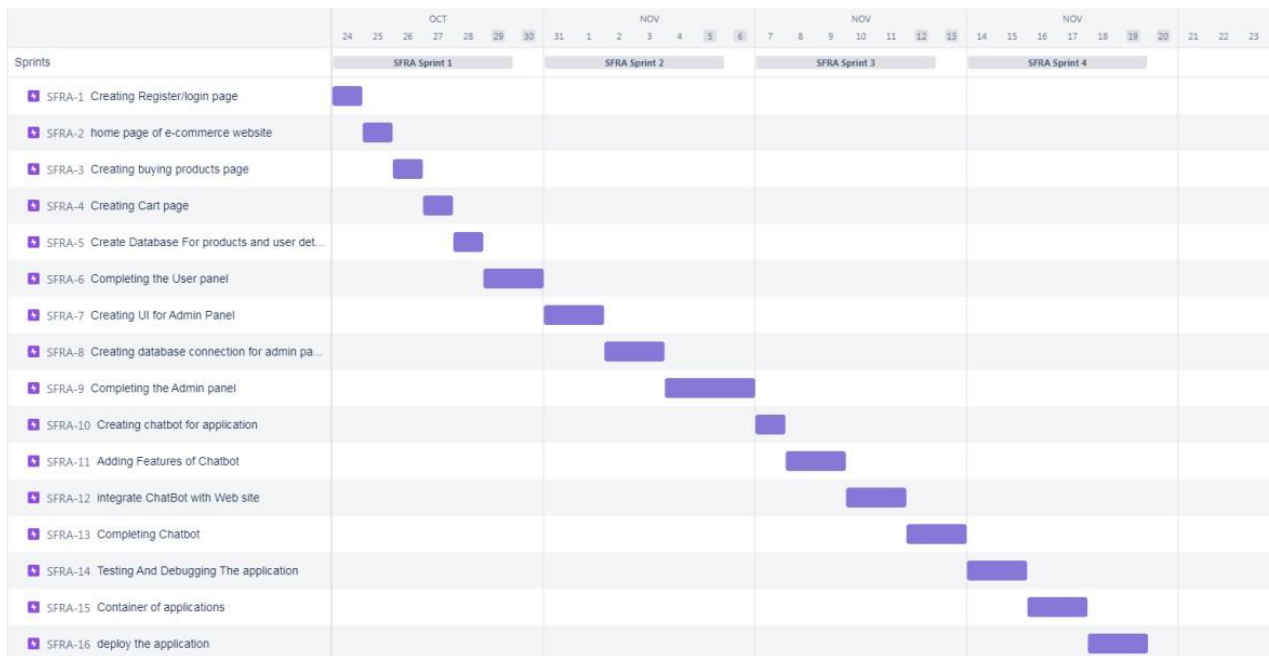 OCT NOV NOV NOV
24 25 26 27 28 29 30 31 1 2 3 4 5 6 7 8 9 10 11 12 13 14 15 16 17 18 19 20 21 22 23
Sprints SFRA Sprint 1 SFRA Sprint 2 SFRA Sprint 3 SFRA Sprint 4
SFRA-1 Creating Register/login page
SFRA-2 home page of e-commerce website
SFRA-3 Creating buying products page
SFRA-4 Creating Cart page
SFRA-5 Create Database For products and user det...
SFRA-6 Completing the User panel
SFRA-7 Creating UI for Admin Panel
SFRA-8 Creating database connection for admin pa...
SFRA-9 Completing the Admin panel
SFRA-10 Creating chatbot for application
SFRA-11 Adding Features of Chatbot
SFRA-12 integrate ChatBot with Web site
SFRA-13 Completing Chatbot
SFRA-14 Testing And Debugging The application
SFRA-15 Container of applications
SFRA-16 deploy the application